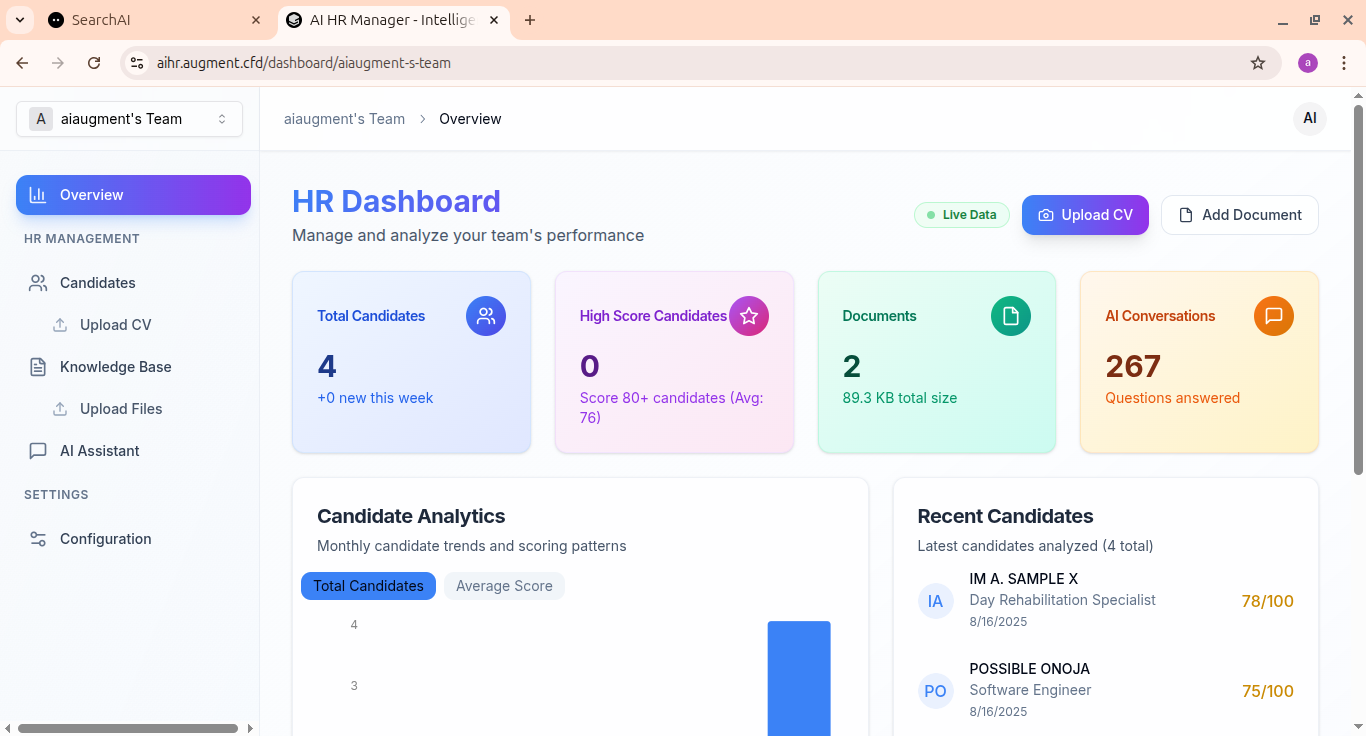 SearchAI
AI HR Manager - Intellige
aihr.augment.cfd/dashboard/aiaugment-s-team
a
A aiaugment's Team
aiaugment's Team > Overview
AI
Overview
HR MANAGEMENT
Candidates
Upload CV
Knowledge Base
Upload Files
AI Assistant
SETTINGS
Configuration
HR Dashboard
Manage and analyze your team's performance
Live Data
Upload CV
Add Document
Total Candidates
4
+0 new this week
High Score Candidates
0
Score 80+ candidates (Avg:
76)
Documents
2
89.3 KB total size
AI Conversations
267
Questions answered
Candidate Analytics
Monthly candidate trends and scoring patterns
Total Candidates
Average Score
4
3
Recent Candidates
Latest candidates analyzed (4 total)
IA
IM A. SAMPLE X
Day Rehabilitation Specialist
8/16/2025
78/100
PO
POSSIBLE ONOJA
Software Engineer
8/16/2025
75/100